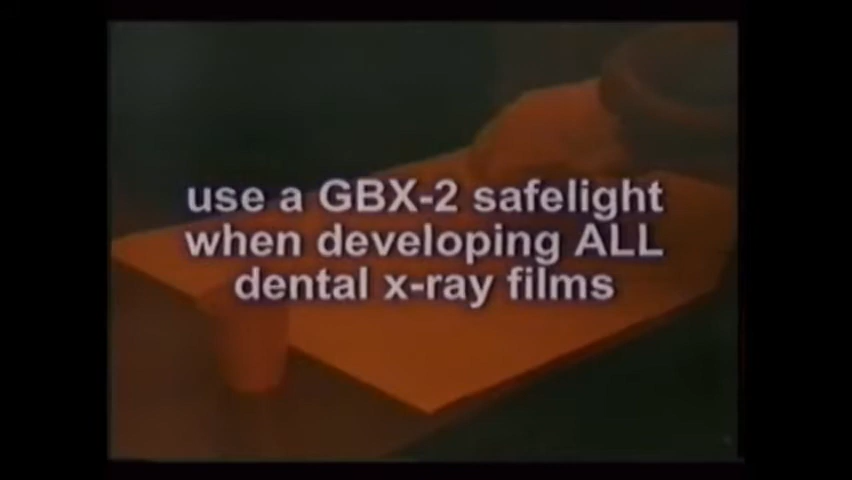 use a GBX-2 safelight
when developing ALL
dental x-ray films